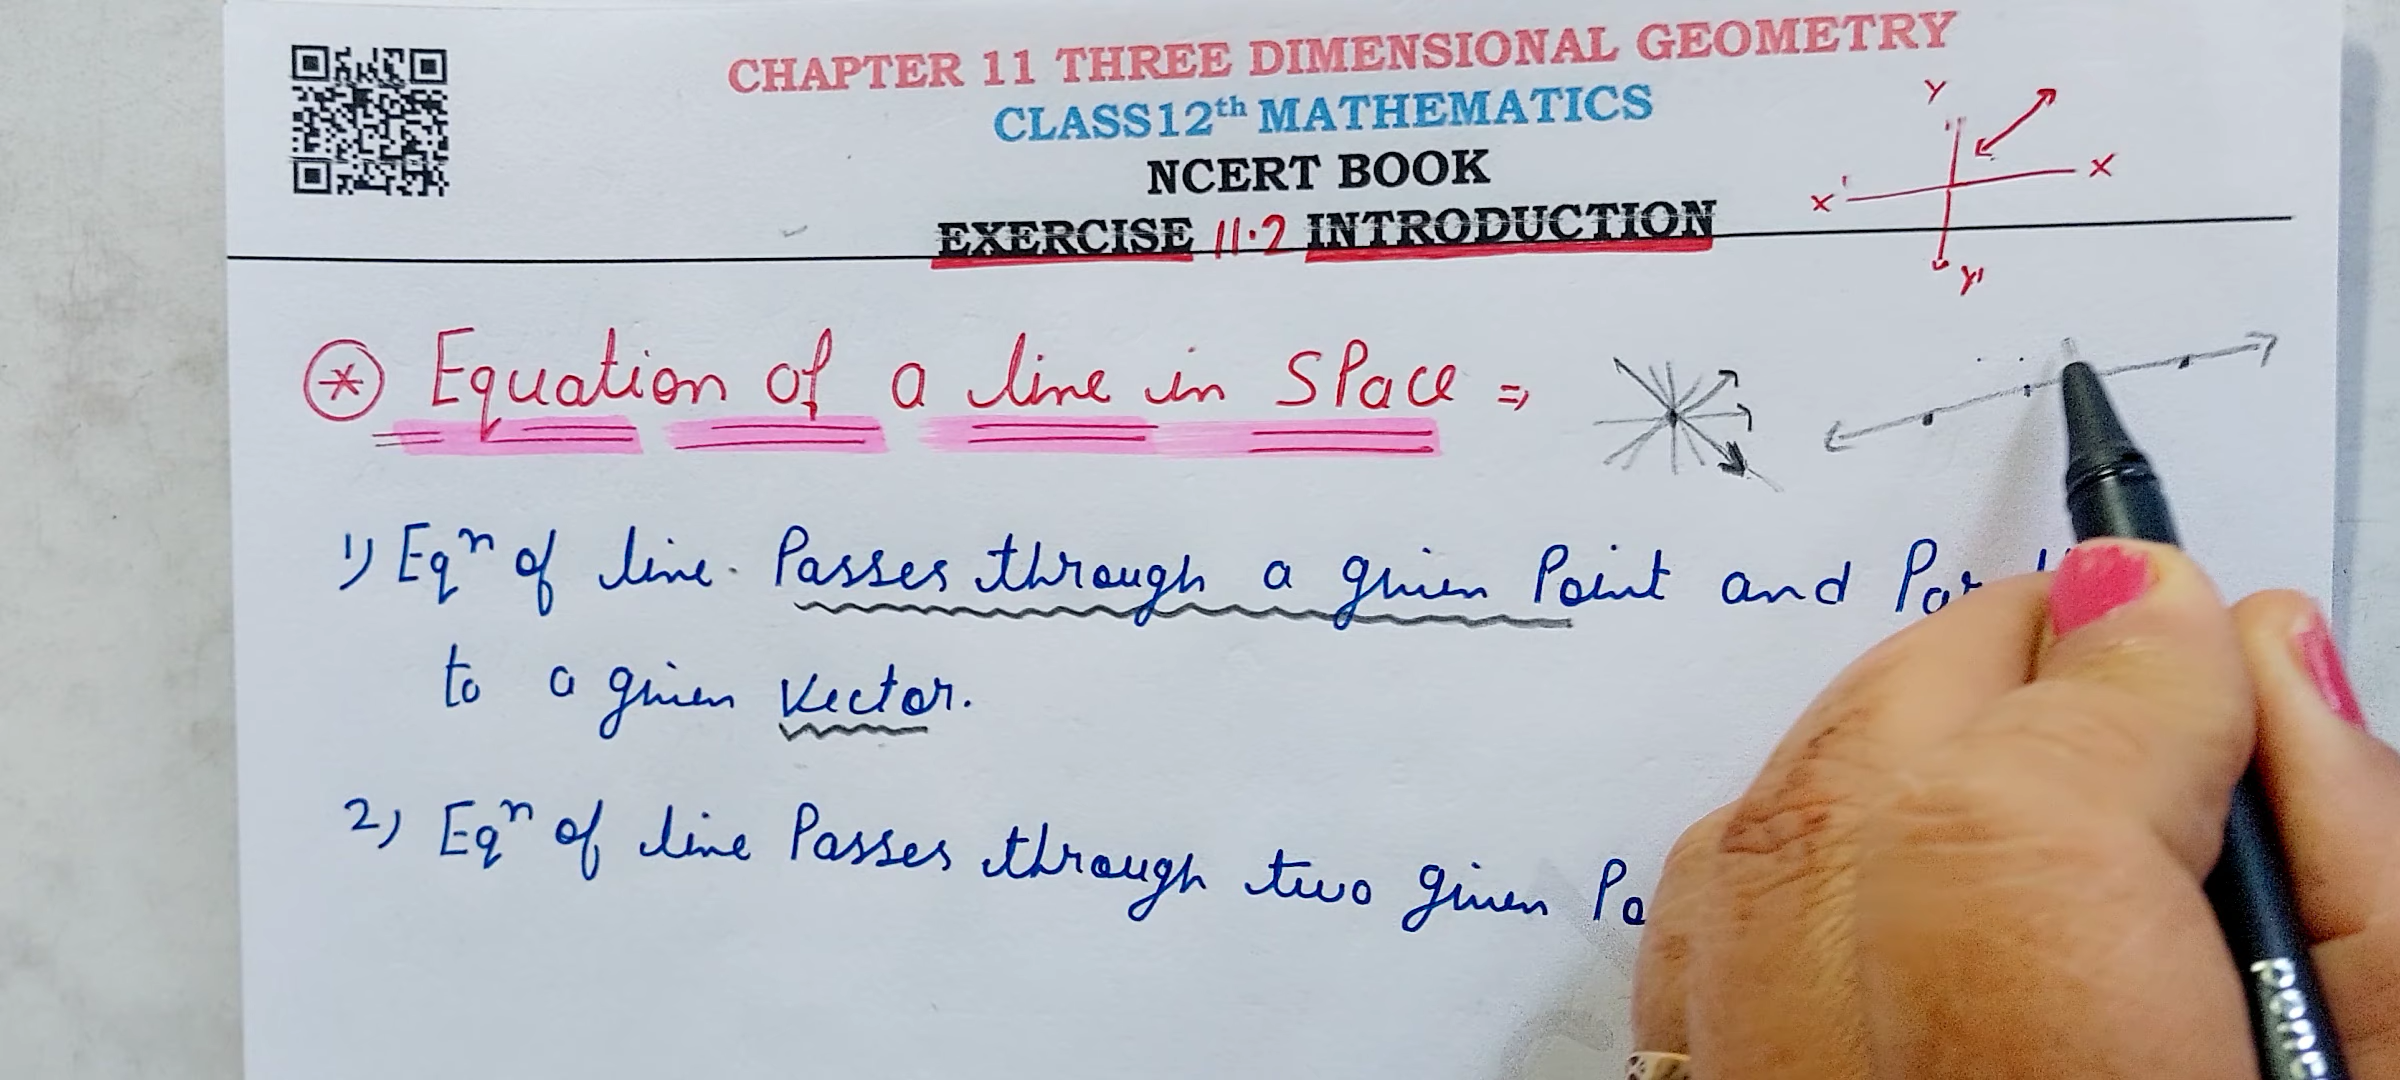 CHAPTER 11 THREE DIMENSIONAL GEOMETRY
CLASS12th MATHEMATICS
NCERT BOOK
EXERCISE 11.2 INTRODUCTION
Y
X
X'
Y'
* Equation of a line in SPace ⇒
1) Eqn of line. Passes through a given Point and
to a given Vector.
2) Eqn of line Passes through two given